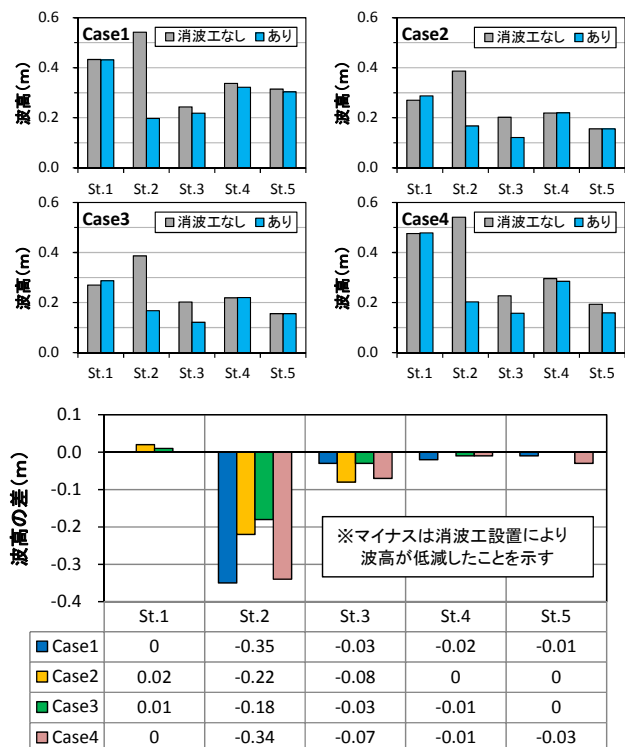 Case1
■消波工なし ■あり
波高(m)
0.6
0.4
0.2
0.0
St.1 St.2 St.3 St.4 St.5
Case2
■消波工なし ■あり
波高(m)
0.6
0.4
0.2
0.0
St.1 St.2 St.3 St.4 St.5
Case3
■消波工なし ■あり
波高(m)
0.6
0.4
0.2
0.0
St.1 St.2 St.3 St.4 St.5
Case4
■消波工なし ■あり
波高(m)
0.6
0.4
0.2
0.0
St.1 St.2 St.3 St.4 St.5
波高の差(m)
0.1
0.0
-0.1
-0.2
-0.3
-0.4
※マイナスは消波工設置により
波高が低減したことを示す
St.1 St.2 St.3 St.4 St.5
■Case1 0 -0.35 -0.03 -0.02 -0.01
■Case2 0.02 -0.22 -0.08 0 0
■Case3 0.01 -0.18 -0.03 -0.01 0
■Case4 0 -0.34 -0.07 -0.01 -0.03